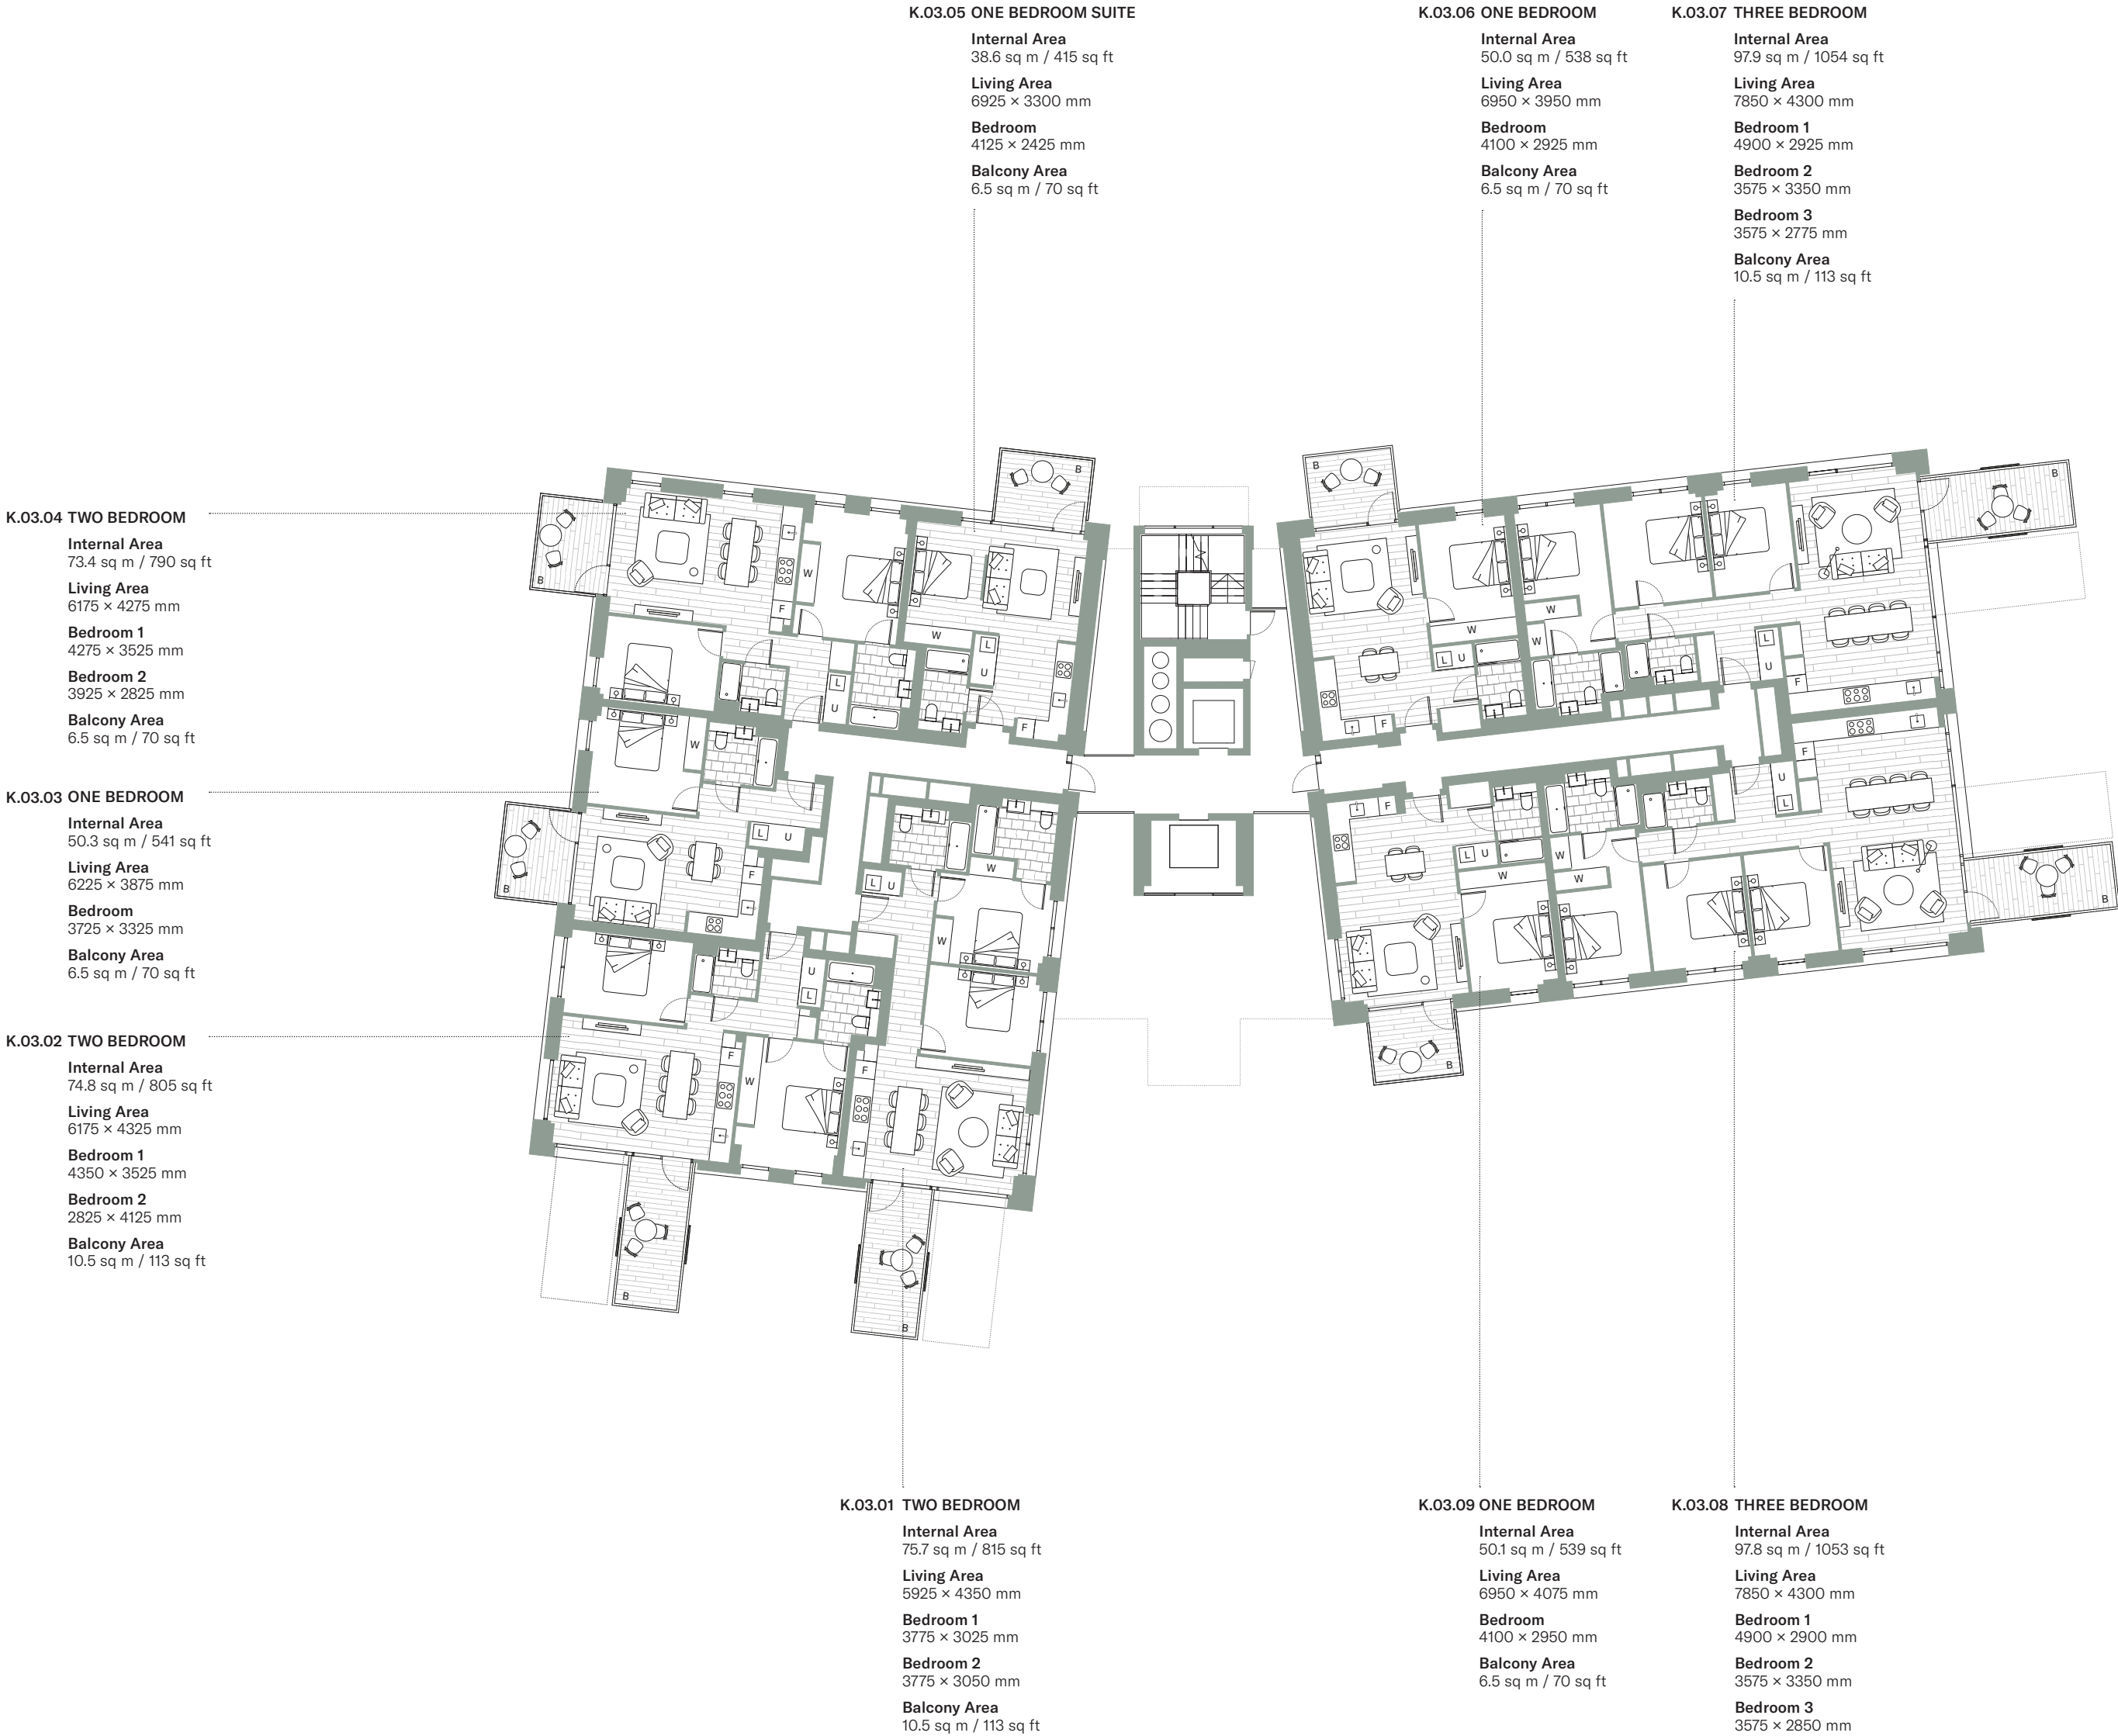 K.03.05 ONE BEDROOM SUITE
Internal Area
38.6 sq m / 415 sq ft
Living Area
6925 × 3300 mm
Bedroom
4125 × 2425 mm
Balcony Area
6.5 sq m / 70 sq ft
K.03.06 ONE BEDROOM
Internal Area
50.0 sq m / 538 sq ft
Living Area
6950 × 3950 mm
Bedroom
4100 × 2925 mm
Balcony Area
6.5 sq m / 70 sq ft
K.03.07 THREE BEDROOM
Internal Area
97.9 sq m / 1054 sq ft
Living Area
7850 × 4300 mm
Bedroom 1
4900 × 2925 mm
Bedroom 2
3575 × 3350 mm
Bedroom 3
3575 × 2775 mm
Balcony Area
10.5 sq m / 113 sq ft
K.03.04 TWO BEDROOM
Internal Area
73.4 sq m / 790 sq ft
Living Area
6175 × 4275 mm
Bedroom 1
4275 × 3525 mm
Bedroom 2
3925 × 2825 mm
Balcony Area
6.5 sq m / 70 sq ft
K.03.03 ONE BEDROOM
Internal Area
50.3 sq m / 541 sq ft
Living Area
6225 × 3875 mm
Bedroom
3725 × 3325 mm
Balcony Area
6.5 sq m / 70 sq ft
K.03.02 TWO BEDROOM
Internal Area
74.8 sq m / 805 sq ft
Living Area
6175 × 4325 mm
Bedroom 1
4350 × 3525 mm
Bedroom 2
2825 × 4125 mm
Balcony Area
10.5 sq m / 113 sq ft
B
W
F
L
U
B
W
L
U
F
W
L U
F
B
W
L U
F
B
W
W
L
U
F
B
B
W
F
U
L
B
L U
W
W
F
B
F
L U
W
B
W
W
F
U
L
B
K.03.01 TWO BEDROOM
Internal Area
75.7 sq m / 815 sq ft
Living Area
5925 × 4350 mm
Bedroom 1
3775 × 3025 mm
Bedroom 2
3775 × 3050 mm
Balcony Area
10.5 sq m / 113 sq ft
K.03.09 ONE BEDROOM
Internal Area
50.1 sq m / 539 sq ft
Living Area
6950 × 4075 mm
Bedroom
4100 × 2950 mm
Balcony Area
6.5 sq m / 70 sq ft
K.03.08 THREE BEDROOM
Internal Area
97.8 sq m / 1053 sq ft
Living Area
7850 × 4300 mm
Bedroom 1
4900 × 2900 mm
Bedroom 2
3575 × 3350 mm
Bedroom 3
3575 × 2850 mm